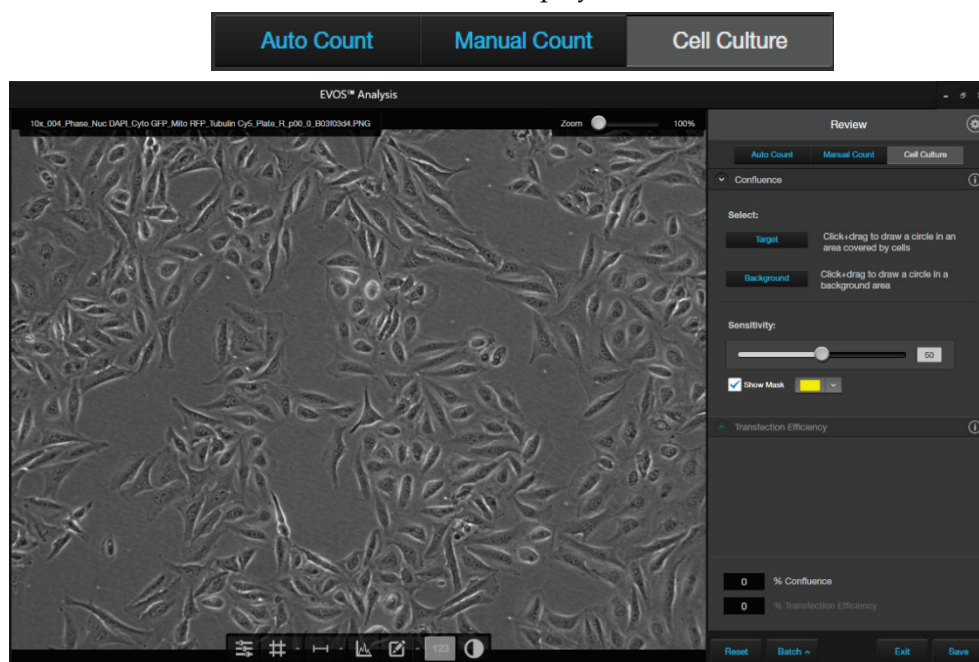 Auto Count Manual Count Cell Culture
EVOS™ Analysis
10x_004_Phase_Nuc DAPI_Cyto GFP_Mito RFP_Tubulin Cy5_Plate_R_p00_0_B03f03d4.PNG
Zoom 100%
Review
Auto Count Manual Count Cell Culture
Confluence
Select:
Target Click+drag to draw a circle in an
area covered by cells
Background Click+drag to draw a circle in a
background area
Sensitivity:
50
Show Mask
Transfection Efficiency
0 % Confluence
0 % Transfection Efficiency
123
Reset Batch Exit Save